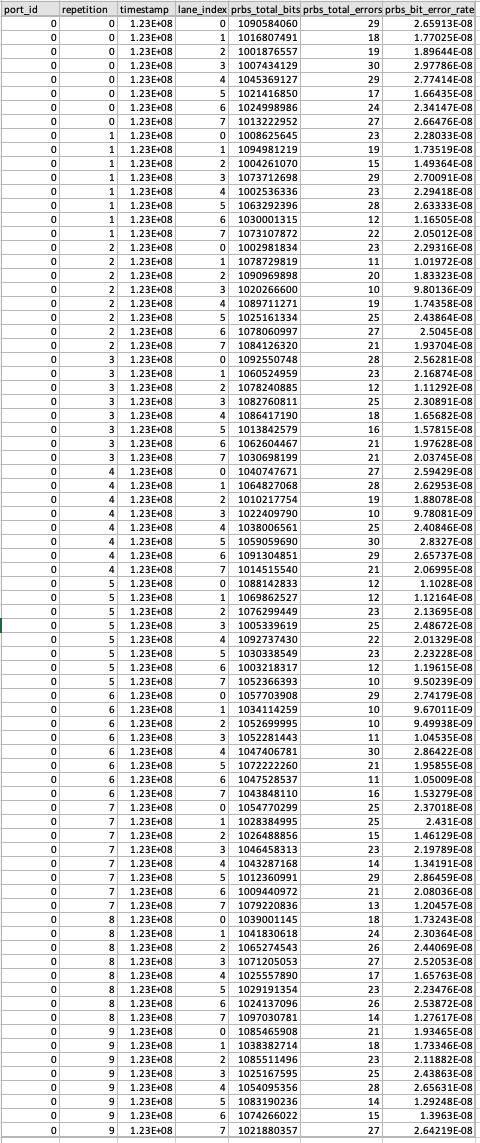 port_id repetition timestamp lane_index prbs_total_bits prbs_total_errors prbs_bit_error_rate
0 0 1.23E+08 0 1090584060 29 2.65913E-08
0 0 1.23E+08 1 1016807491 18 1.77025E-08
0 0 1.23E+08 2 1001876557 19 1.89644E-08
0 0 1.23E+08 3 1007434129 30 2.97786E-08
0 0 1.23E+08 4 1045369127 29 2.77414E-08
0 0 1.23E+08 5 1021416850 17 1.66435E-08
0 0 1.23E+08 6 1024998986 24 2.34147E-08
0 0 1.23E+08 7 1013222952 27 2.66476E-08
0 1 1.23E+08 0 1008625645 23 2.28033E-08
0 1 1.23E+08 1 1094981219 19 1.73519E-08
0 1 1.23E+08 2 1004261070 15 1.49364E-08
0 1 1.23E+08 3 1073712698 29 2.70091E-08
0 1 1.23E+08 4 1002536336 23 2.29418E-08
0 1 1.23E+08 5 1063292396 28 2.63333E-08
0 1 1.23E+08 6 1030001315 12 1.16505E-08
0 1 1.23E+08 7 1073107872 22 2.05012E-08
0 2 1.23E+08 0 1002981834 23 2.29316E-08
0 2 1.23E+08 1 1078729819 11 1.01972E-08
0 2 1.23E+08 2 1090969898 20 1.83323E-08
0 2 1.23E+08 3 1020266600 10 9.80136E-09
0 2 1.23E+08 4 1089711271 19 1.74358E-08
0 2 1.23E+08 5 1025161334 25 2.43864E-08
0 2 1.23E+08 6 1078060997 27 2.5045E-08
0 2 1.23E+08 7 1084126320 21 1.93704E-08
0 3 1.23E+08 0 1092550748 28 2.56281E-08
0 3 1.23E+08 1 1060524959 23 2.16874E-08
0 3 1.23E+08 2 1078240885 12 1.11292E-08
0 3 1.23E+08 3 1082760811 25 2.30891E-08
0 3 1.23E+08 4 1086417190 18 1.65682E-08
0 3 1.23E+08 5 1013842579 16 1.57815E-08
0 3 1.23E+08 6 1062604467 21 1.97628E-08
0 3 1.23E+08 7 1030698199 21 2.03745E-08
0 4 1.23E+08 0 1040747671 27 2.59429E-08
0 4 1.23E+08 1 1064827068 28 2.62953E-08
0 4 1.23E+08 2 1010217754 19 1.88078E-08
0 4 1.23E+08 3 1022409790 10 9.78081E-09
0 4 1.23E+08 4 1038006561 25 2.40846E-08
0 4 1.23E+08 5 1059059690 30 2.8327E-08
0 4 1.23E+08 6 1091304851 29 2.65737E-08
0 4 1.23E+08 7 1014515540 21 2.06995E-08
0 5 1.23E+08 0 1088142833 12 1.1028E-08
0 5 1.23E+08 1 1069862527 12 1.12164E-08
0 5 1.23E+08 2 1076299449 23 2.13695E-08
0 5 1.23E+08 3 1005339619 25 2.48672E-08
0 5 1.23E+08 4 1092737430 22 2.01329E-08
0 5 1.23E+08 5 1030338549 23 2.23228E-08
0 5 1.23E+08 6 1003218317 12 1.19615E-08
0 5 1.23E+08 7 1052366393 10 9.50239E-09
0 6 1.23E+08 0 1057703908 29 2.74179E-08
0 6 1.23E+08 1 1034114259 10 9.67011E-09
0 6 1.23E+08 2 1052699995 10 9.49938E-09
0 6 1.23E+08 3 1052281443 11 1.04535E-08
0 6 1.23E+08 4 1047406781 30 2.86422E-08
0 6 1.23E+08 5 1072222260 21 1.95855E-08
0 6 1.23E+08 6 1047528537 11 1.05009E-08
0 6 1.23E+08 7 1043848110 16 1.53279E-08
0 7 1.23E+08 0 1054770299 25 2.37018E-08
0 7 1.23E+08 1 1028384995 25 2.431E-08
0 7 1.23E+08 2 1026488856 15 1.46129E-08
0 7 1.23E+08 3 1046458313 23 2.19789E-08
0 7 1.23E+08 4 1043287168 14 1.34191E-08
0 7 1.23E+08 5 1012360991 29 2.86459E-08
0 7 1.23E+08 6 1009440972 21 2.08036E-08
0 7 1.23E+08 7 1079220836 13 1.20457E-08
0 8 1.23E+08 0 1039001145 18 1.73243E-08
0 8 1.23E+08 1 1041830618 24 2.30364E-08
0 8 1.23E+08 2 1065274543 26 2.44069E-08
0 8 1.23E+08 3 1071205053 27 2.52053E-08
0 8 1.23E+08 4 1025557890 17 1.65763E-08
0 8 1.23E+08 5 1029191354 23 2.23476E-08
0 8 1.23E+08 6 1024137096 26 2.53872E-08
0 8 1.23E+08 7 1097030781 14 1.27617E-08
0 9 1.23E+08 0 1085465908 21 1.93465E-08
0 9 1.23E+08 1 1038382714 18 1.73346E-08
0 9 1.23E+08 2 1085511496 23 2.11882E-08
0 9 1.23E+08 3 1025167595 25 2.43863E-08
0 9 1.23E+08 4 1054095356 28 2.65631E-08
0 9 1.23E+08 5 1083190236 14 1.29248E-08
0 9 1.23E+08 6 1074266022 15 1.3963E-08
0 9 1.23E+08 7 1021880357 27 2.64219E-08